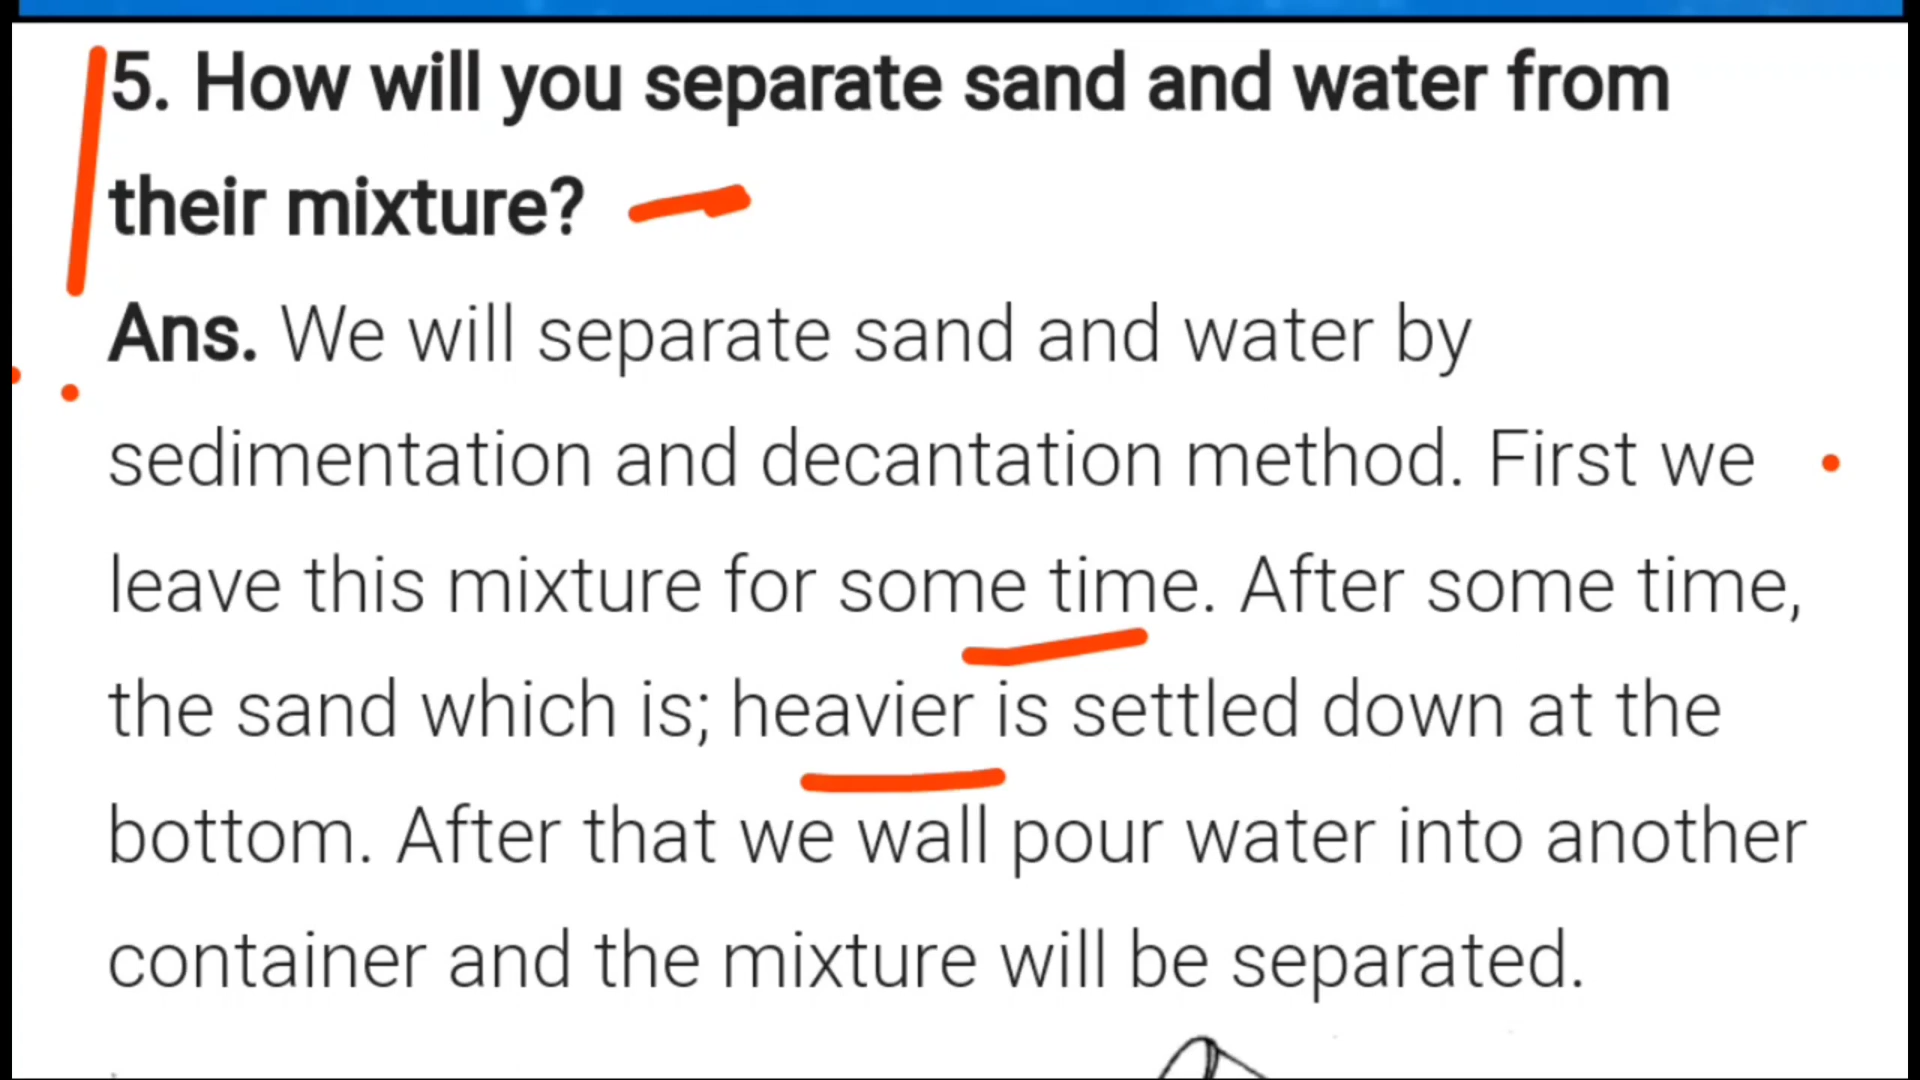 5. How will you separate sand and water from
their mixture?
Ans. We will separate sand and water by
sedimentation and decantation method. First we
leave this mixture for some time. After some time,
the sand which is; heavier is settled down at the
bottom. After that we wall pour water into another
container and the mixture will be separated.